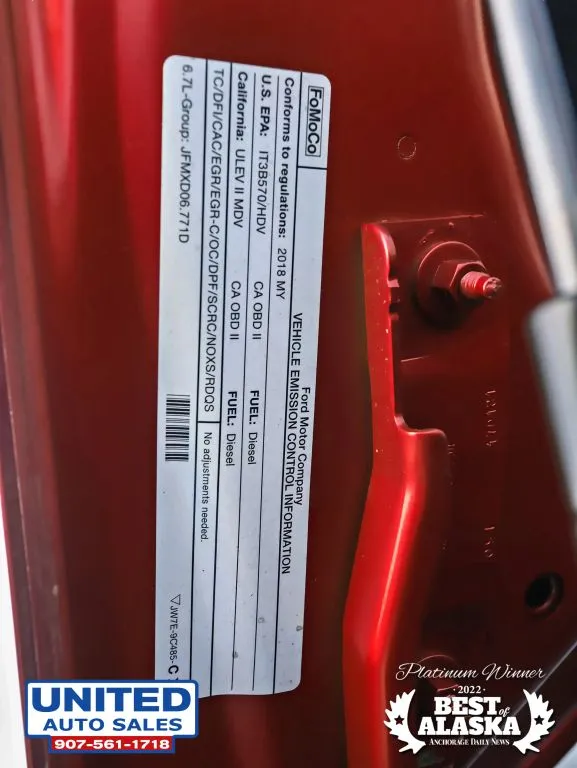 FoMoCo
Ford Motor Company
VEHICLE EMISSION CONTROL INFORMATION
Conforms to regulations: 2018 MY
U.S. EPA: IT3B570/HDV CA OBD II FUEL: Diesel
California: ULEV II MDV CA OBD II FUEL: Diesel
TC/DFI/CAC/EGR/EGR-C/OC/DPF/SCRC/NOXS/RDQS No adjustments needed.
6.7L-Group: JFMXD06.771D
JW7E-9C485-C
UNITED
AUTO SALES
907-561-1718
Platinum Winner
·2022·
BEST of
ALASKA
ANCHORAGE DAILY NEWS